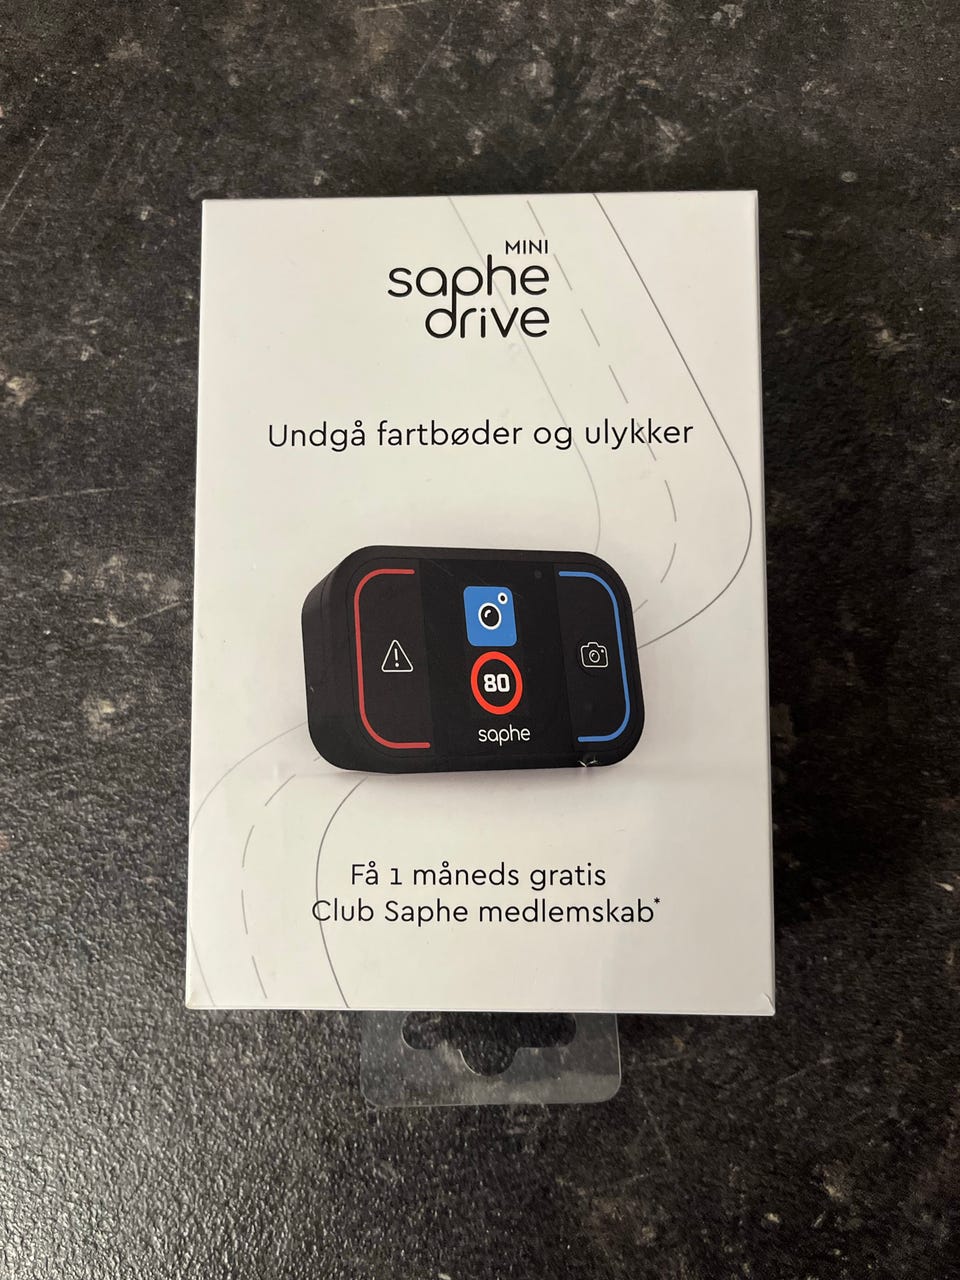 MINI
saphe
drive
Undgå fartbøder og ulykker
80
saphe
Få 1 måneds gratis
Club Saphe medlemskab*